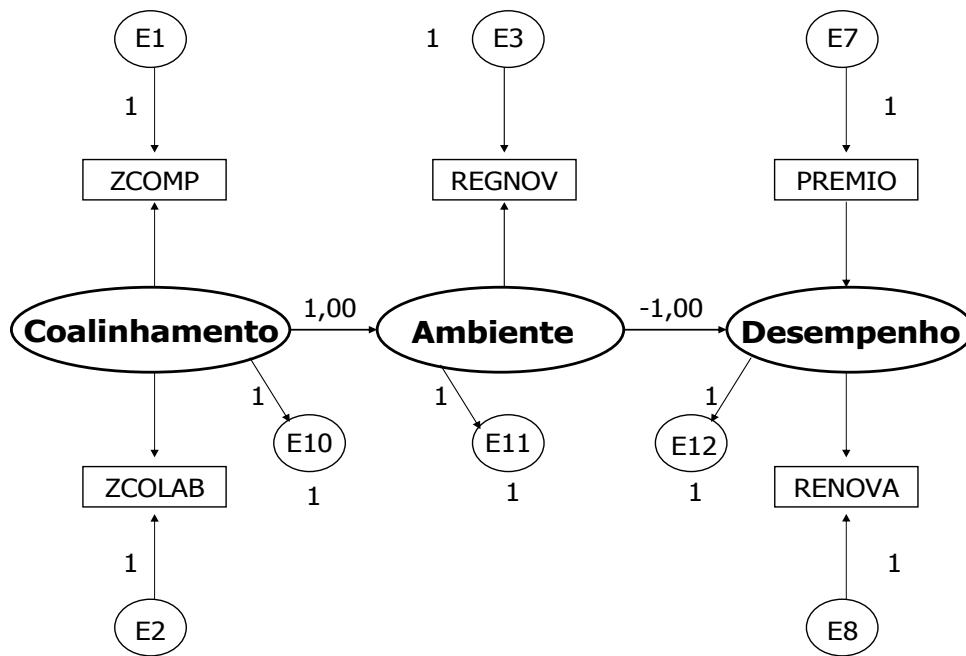 E1
1
E3
E7
1
1
ZCOMP
REGNOV
PREMIO
Coalinhamento
1,00
Ambiente
-1,00
Desempenho
1
E10
1
1
E11
1
1
E12
1
ZCOLAB
RENOVA
1
1
E2
E8